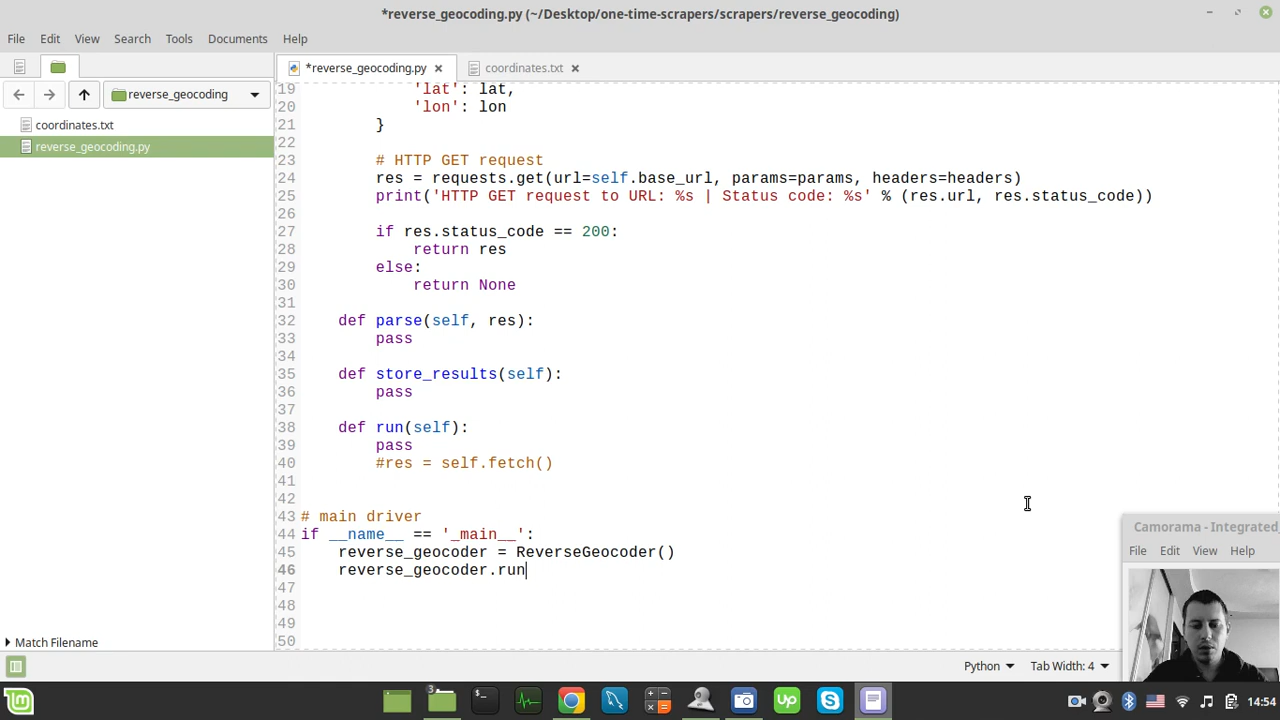 *reverse_geocoding.py (~/Desktop/one-time-scrapers/scrapers/reverse_geocoding)
File Edit View Search Tools Documents Help
*reverse_geocoding.py coordinates.txt
reverse_geocoding
coordinates.txt
reverse_geocoding.py
19 'lat': lat,
20 'lon': lon
21 }
22
23 # HTTP GET request
24 res = requests.get(url=self.base_url, params=params, headers=headers)
25 print('HTTP GET request to URL: %s | Status code: %s' % (res.url, res.status_code))
26
27 if res.status_code == 200:
28 return res
29 else:
30 return None
31
32 def parse(self, res):
33 pass
34
35 def store_results(self):
36 pass
37
38 def run(self):
39 pass
40 #res = self.fetch()
41
42
43 # main driver
44 if __name__ == '_main__':
45 reverse_geocoder = ReverseGeocoder()
46 reverse_geocoder.run
47
48
49
50
Camorama - Integrated
File Edit View Help
Match Filename
Python Tab Width: 4
3
Up
14:54